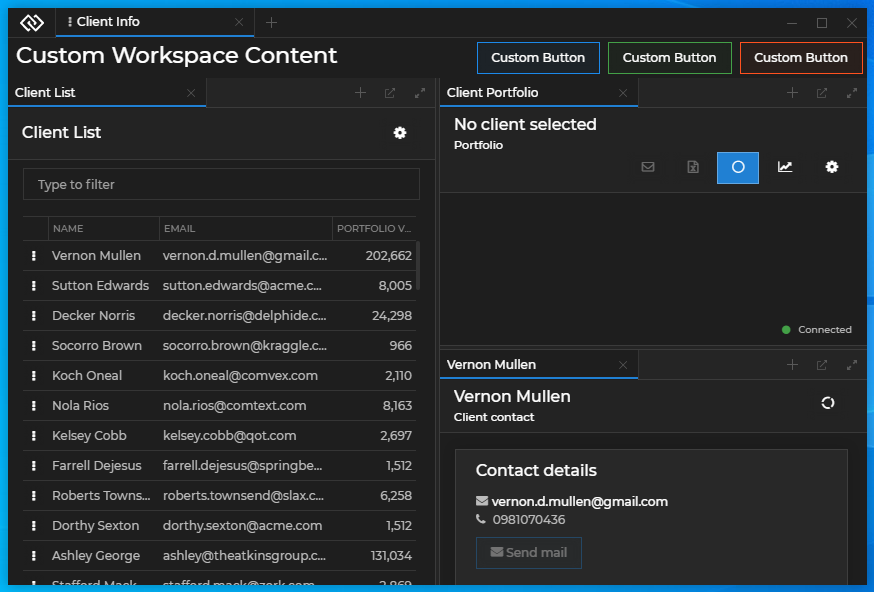 Client Info
Custom Workspace Content
Custom Button
Custom Button
Custom Button
Client List
Client List
Type to filter
NAME EMAIL PORTFOLIO V...
Vernon Mullen vernon.d.mullen@gmail.c... 202,662
Sutton Edwards sutton.edwards@acme.c... 8,005
Decker Norris decker.norris@delphide.c... 24,298
Socorro Brown socorro.brown@kraggle.c... 966
Koch Oneal koch.oneal@comvex.com 2,110
Nola Rios nola.rios@comtext.com 8,163
Kelsey Cobb kelsey.cobb@qot.com 2,697
Farrell Dejesus farrell.dejesus@springbe... 1,512
Roberts Towns... roberts.townsend@slax.c... 6,258
Dorthy Sexton dorthy.sexton@acme.com 1,512
Ashley George ashley@theatkinsgroup.c... 131,034
Stafford Mack stafford.mack@zork.com 2,869
Client Portfolio
No client selected
Portfolio
Connected
Vernon Mullen
Vernon Mullen
Client contact
Contact details
vernon.d.mullen@gmail.com
0981070436
Send mail